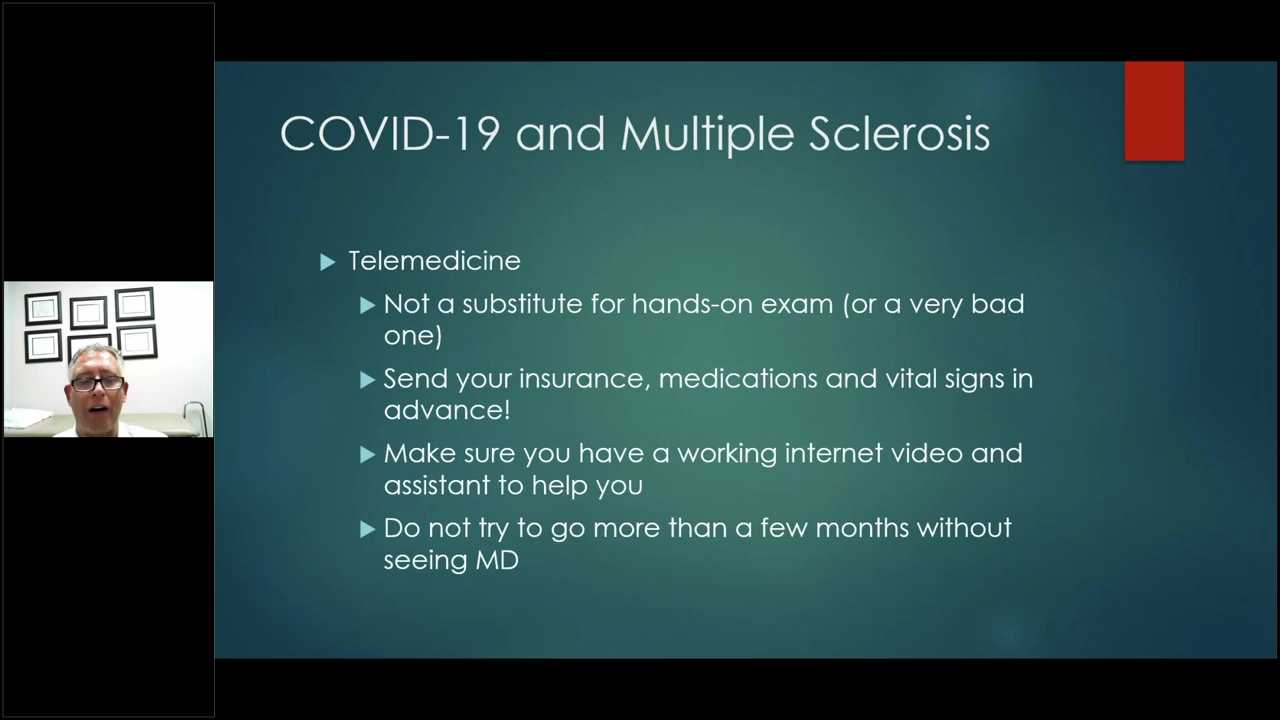 COVID-19 and Multiple Sclerosis
Telemedicine
Not a substitute for hands-on exam (or a very bad
one)
Send your insurance, medications and vital signs in
advance!
Make sure you have a working internet video and
assistant to help you
Do not try to go more than a few months without
seeing MD